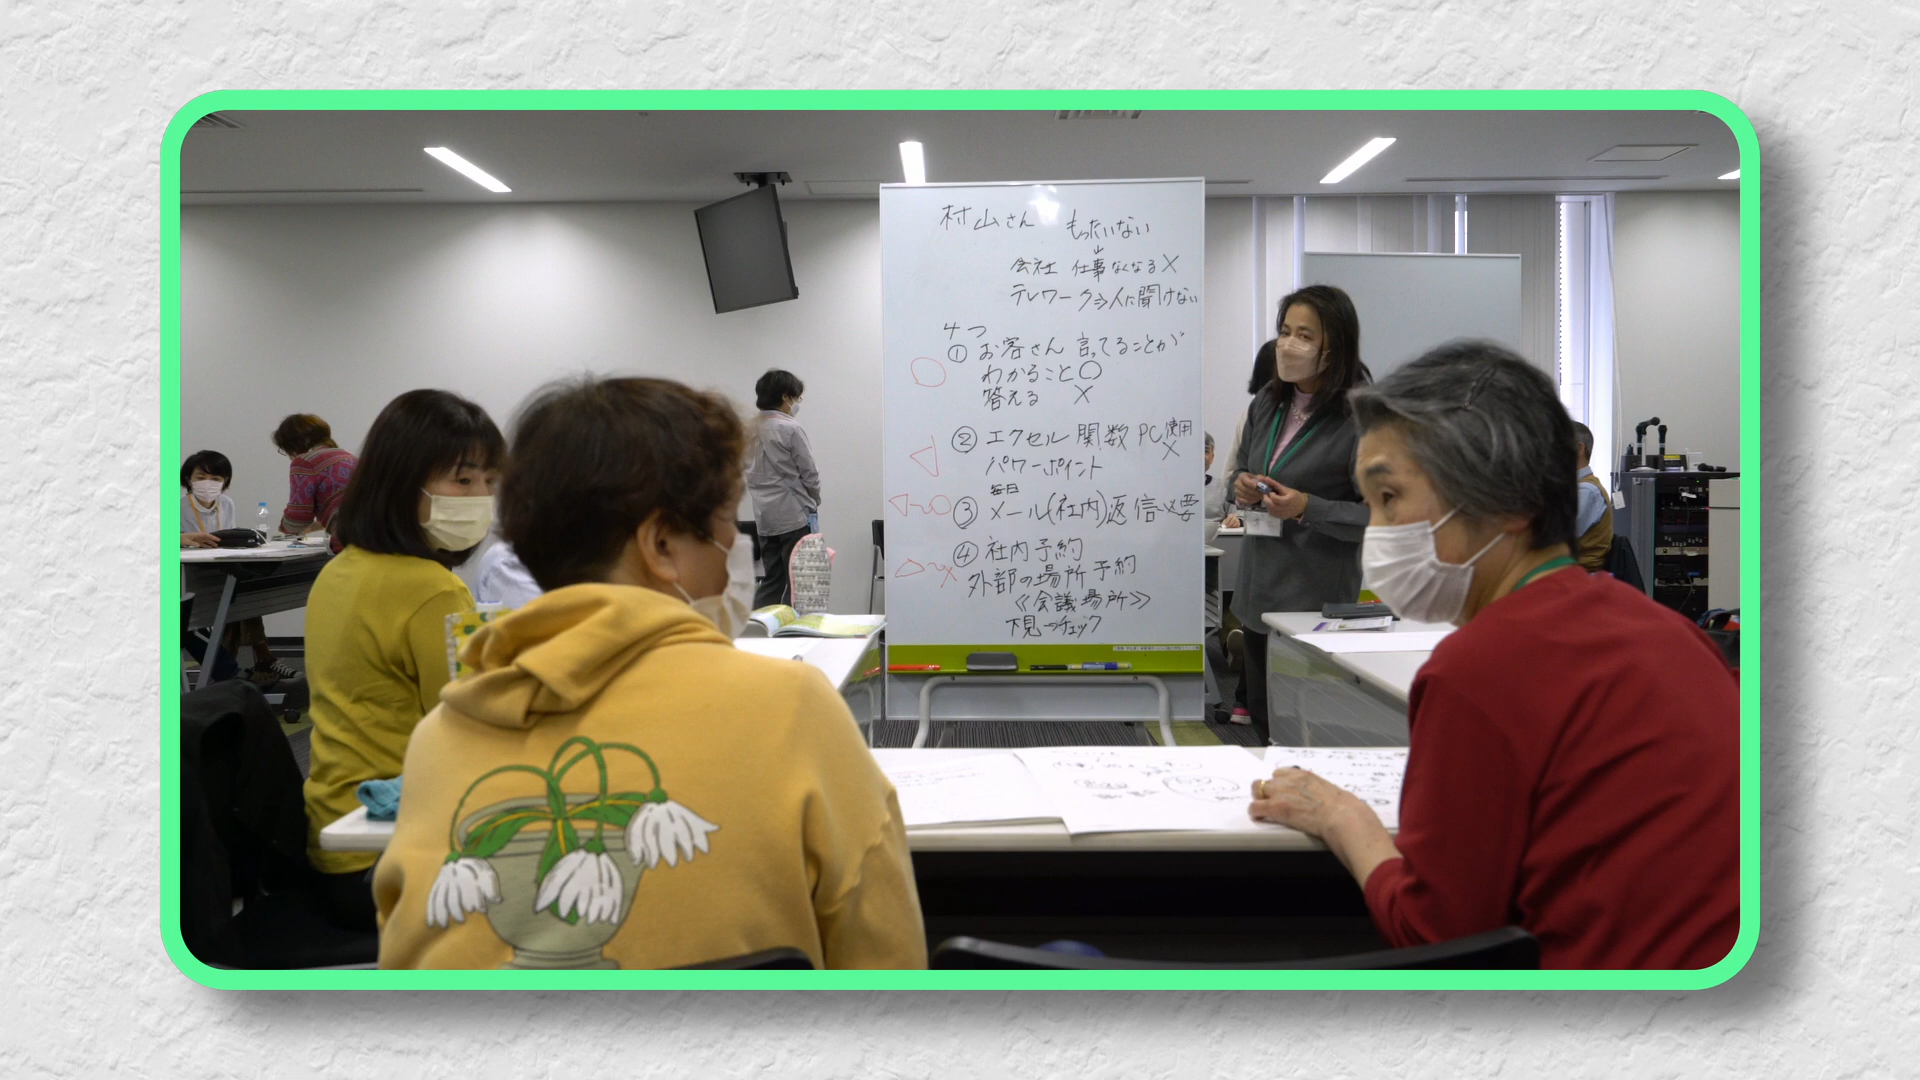 村山さん もったいない
↓
会社 仕事なくなる×
テレワーク⇒人に聞けない
4つ
① お客さん 言ってることが
わかること○
答える ×
② エクセル 関数 PC使用
×
パワーポイント
毎日
③ メール(社内)返信必要
④ 社内予約
外部の場所予約
《会議場所》
下見→チェック